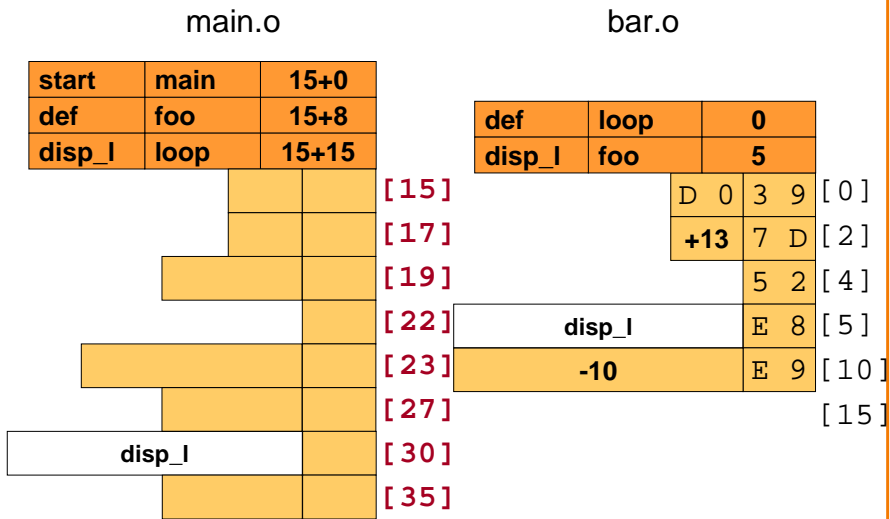 main.o
bar.o
start main 15+0
def foo 15+8
disp_l loop 15+15
def loop 0
disp_l foo 5
[15]
[17]
[19]
[22]
[23]
[27]
disp_l [30]
[35]
D 0 3 9 [0]
+13 7 D [2]
5 2 [4]
disp_l E 8 [5]
-10 E 9 [10]
[15]